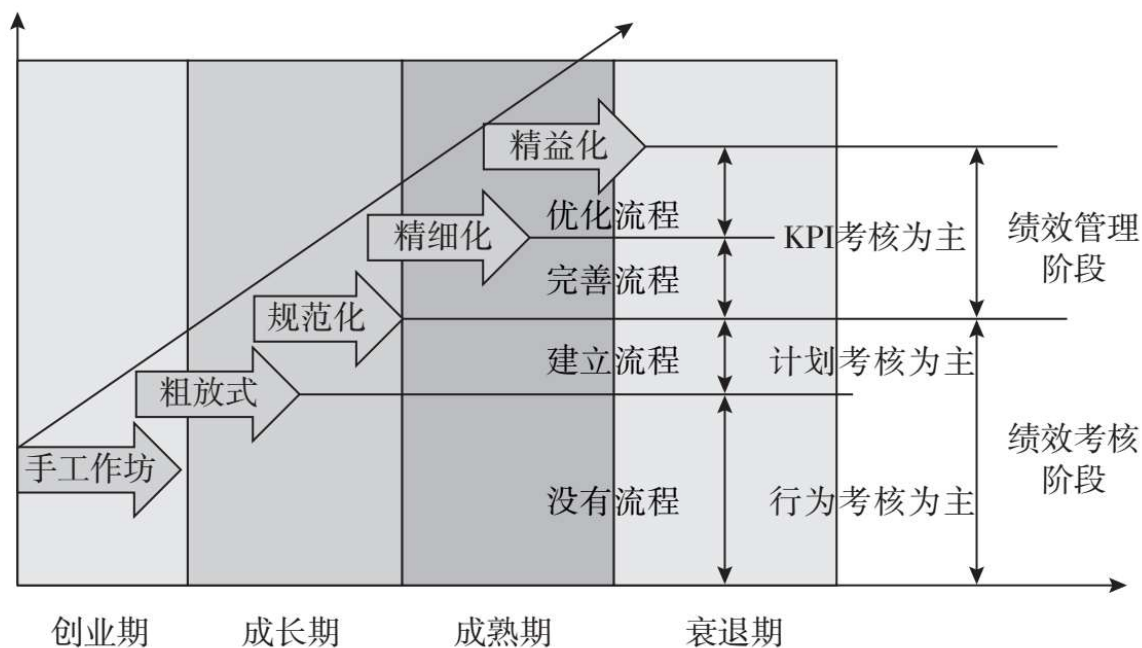 精益化
优化流程
精细化
KPI考核为主
绩效管理
阶段
完善流程
规范化
建立流程
计划考核为主
粗放式
绩效考核
阶段
手工作坊
没有流程
行为考核为主
创业期
成长期
成熟期
衰退期